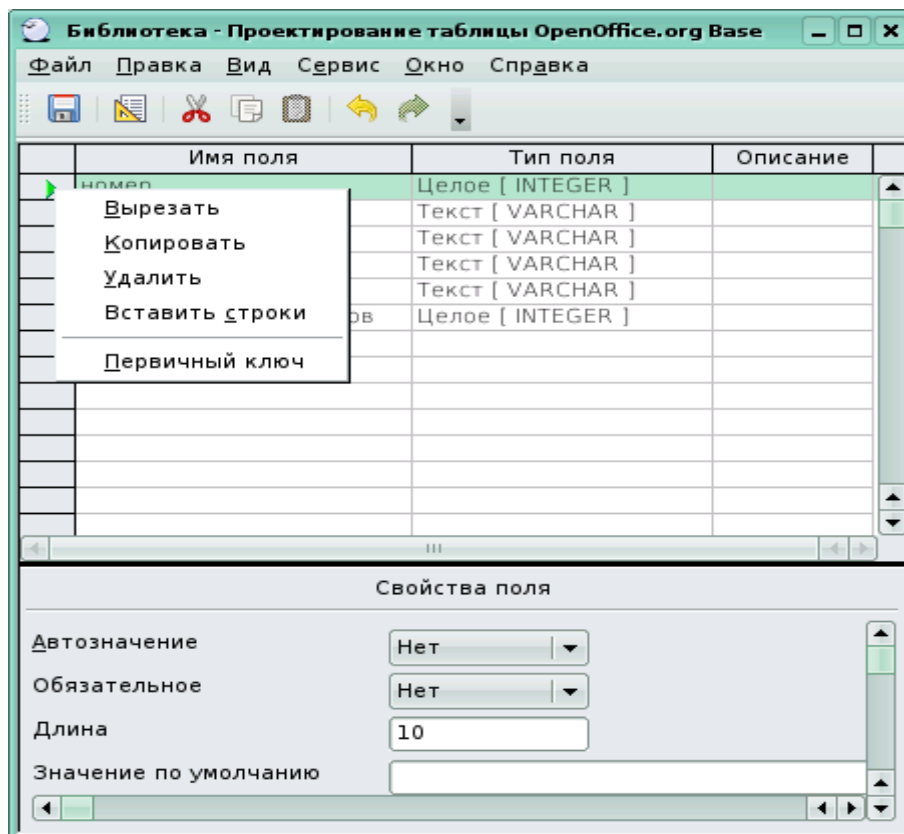 Библиотека - Проектирование таблицы OpenOffice.org Base
Файл Правка Вид Сервис Окно Справка
Имя поля Тип поля Описание
номер Целое [ INTEGER ]
Вырезать Текст [ VARCHAR ]
Копировать Текст [ VARCHAR ]
Удалить Текст [ VARCHAR ]
Текст [ VARCHAR ]
Вставить строки ов Целое [ INTEGER ]
Первичный ключ
Свойства поля
Автозначение Нет
Обязательное Нет
Длина 10
Значение по умолчанию